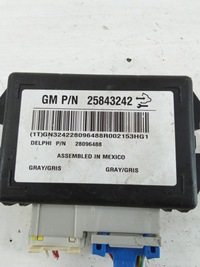 GM P/N 25843242
(1T)GN324228096488R002153HG1
DELPHI P/N 28096488
ASSEMBLED IN MEXICO
GRAY/GRIS GRAY/GRIS